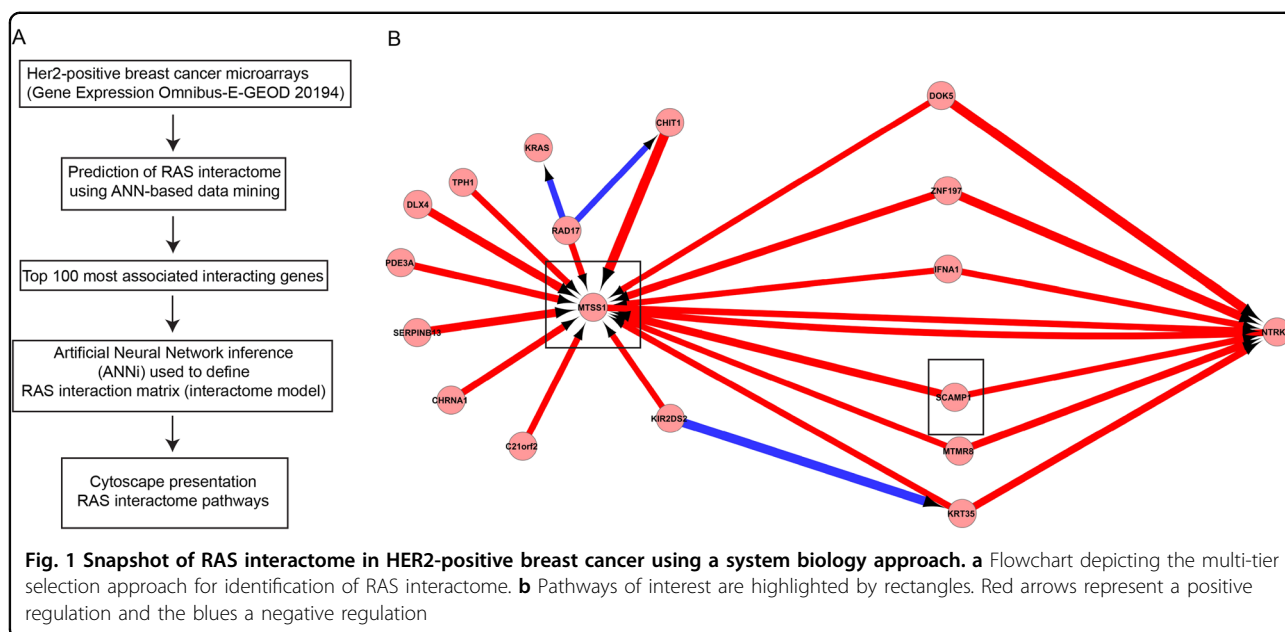 A
Her2-positive breast cancer microarrays
(Gene Expression Omnibus-E-GEOD 20194)
Prediction of RAS interactome
using ANN-based data mining
Top 100 most associated interacting genes
Artificial Neural Network inference
(ANNi) used to define
RAS interaction matrix (interactome model)
Cytoscape presentation
RAS interactome pathways
B
DOK5
CHIT1
KRAS
TPH1
ZNF197
DLX4
RAD17
PDE3A
IFNA1
MTSS1
SERPINB13
NTRK
SCAMP1
CHRNA1
KIR2DS2
C21orf2
MTMR8
KRT35
Fig. 1 Snapshot of RAS interactome in HER2-positive breast cancer using a system biology approach. a Flowchart depicting the multi-tier
selection approach for identification of RAS interactome. b Pathways of interest are highlighted by rectangles. Red arrows represent a positive
regulation and the blues a negative regulation